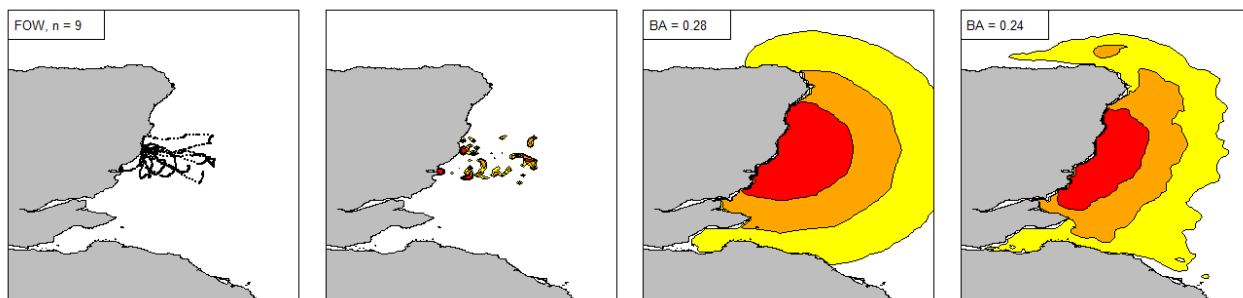 FOW, n = 9
BA = 0.28
BA = 0.24